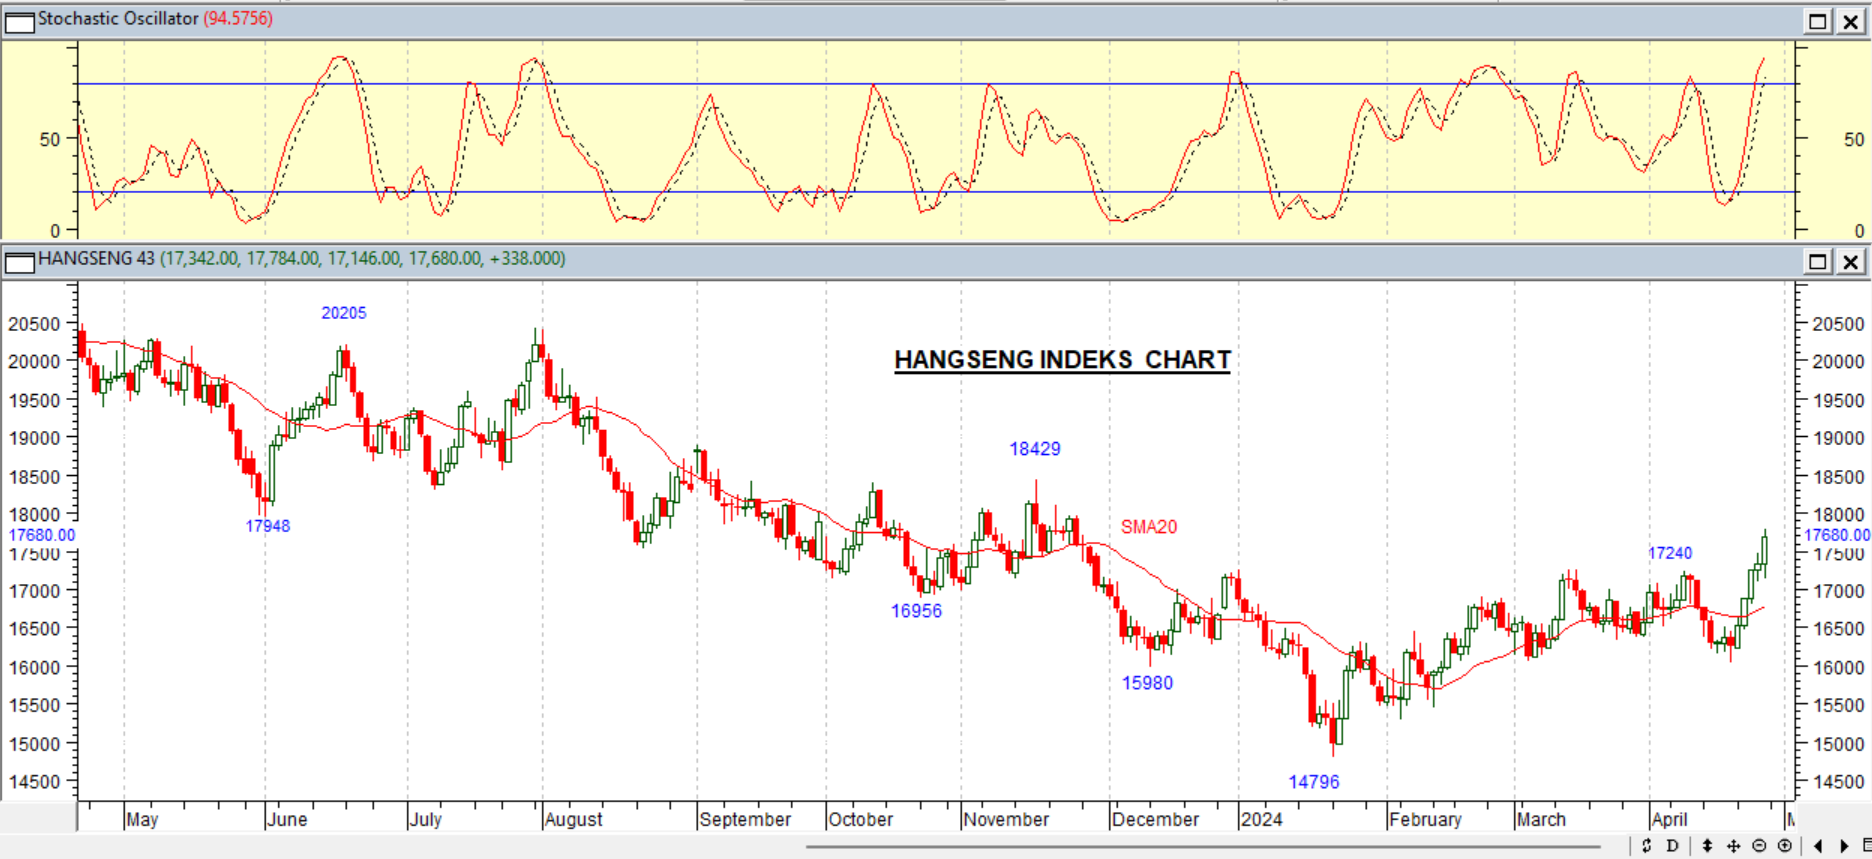 Stochastic Oscillator (94.5756)
50 50
0 0
HANGSENG 43 (17,342.00, 17,784.00, 17,146.00, 17,680.00, +338.000)
20205
20500 20500
20000 HANGSENG INDEKS CHART 20000
19500 19500
19000 19000
18429
18500 18500
18000 18000
17948 SMA20
17680.00 17680.00
17500 17240 17500
17000 17000
16956
16500 16500
16000 16000
15980
15500 15500
15000 15000
14500 14796 14500
May June July August September October November December 2024 February March April
D